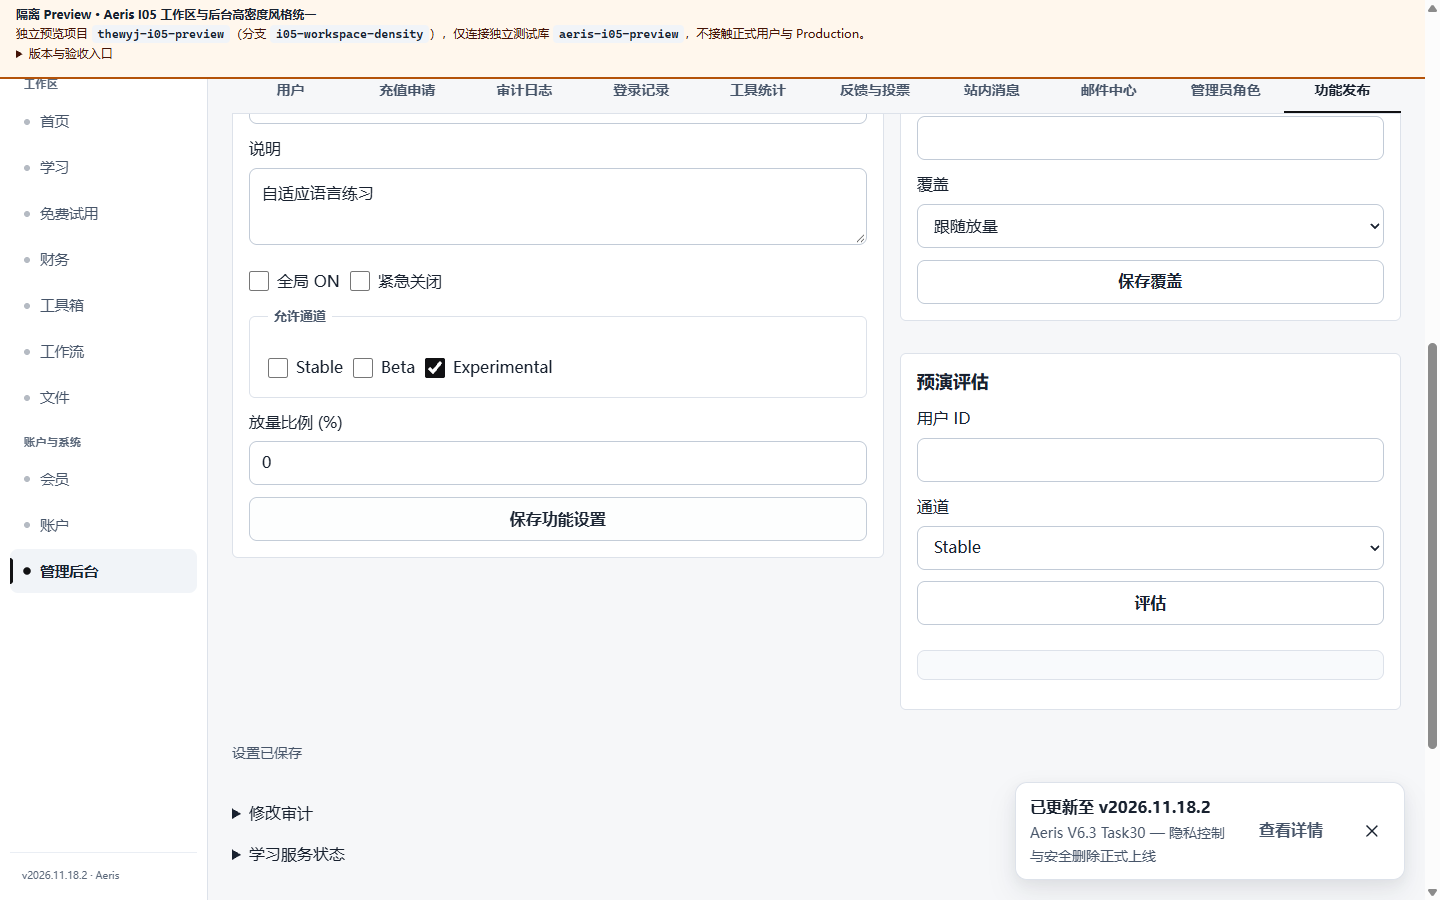 隔离 Preview • Aeris I05 工作区与后台高密度风格统一
独立预览项目 thewyj-i05-preview （分支 i05-workspace-density ），仅连接独立测试库 aeris-i05-preview ，不接触正式用户与 Production。
▶ 版本与验收入口
工作区
首页
学习
免费试用
财务
工具箱
工作流
文件
账户与系统
会员
账户
管理后台
v2026.11.18.2 · Aeris
用户 充值申请 审计日志 登录记录 工具统计 反馈与投票 站内消息 邮件中心 管理员角色 功能发布
说明
自适应语言练习
全局 ON 紧急关闭
允许通道
Stable Beta Experimental
放量比例 (%)
0
保存功能设置
覆盖
跟随放量
保存覆盖
预演评估
用户 ID
通道
Stable
评估
设置已保存
▶ 修改审计
▶ 学习服务状态
已更新至 v2026.11.18.2
Aeris V6.3 Task30 — 隐私控制
与安全删除正式上线
查看详情